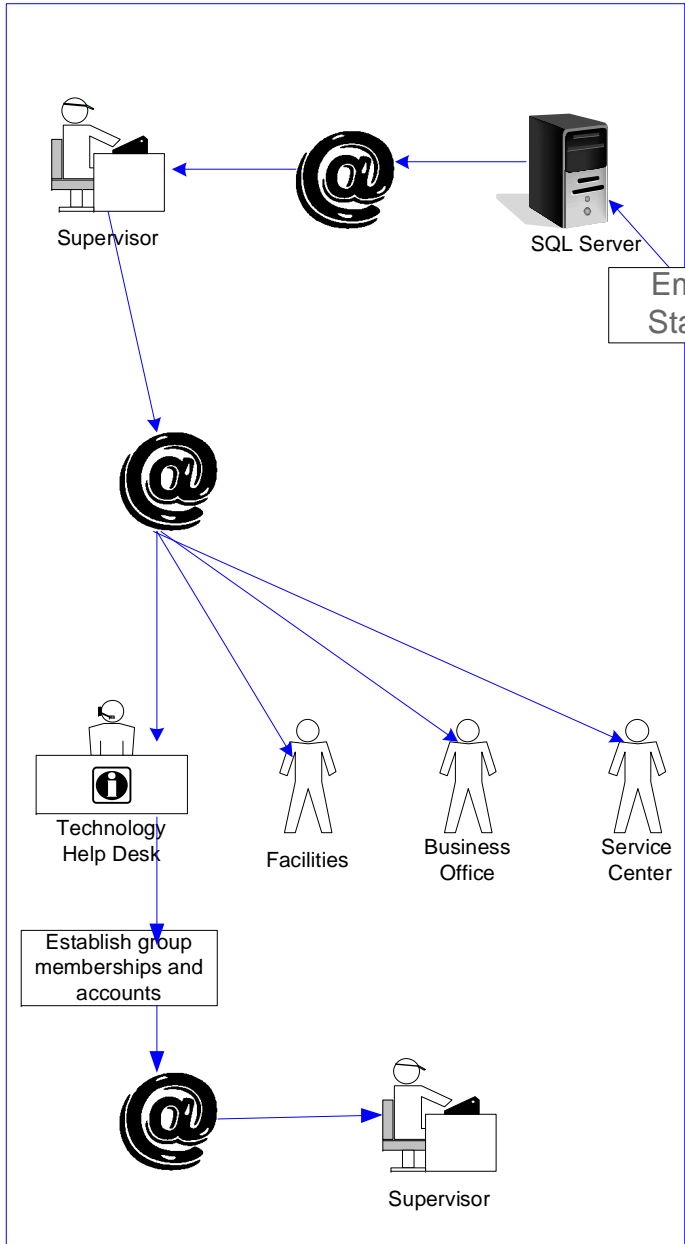 Supervisor
SQL Server
Technology
Help Desk
Facilities
Business
Office
Service
Center
Establish group
memberships and
accounts
Supervisor